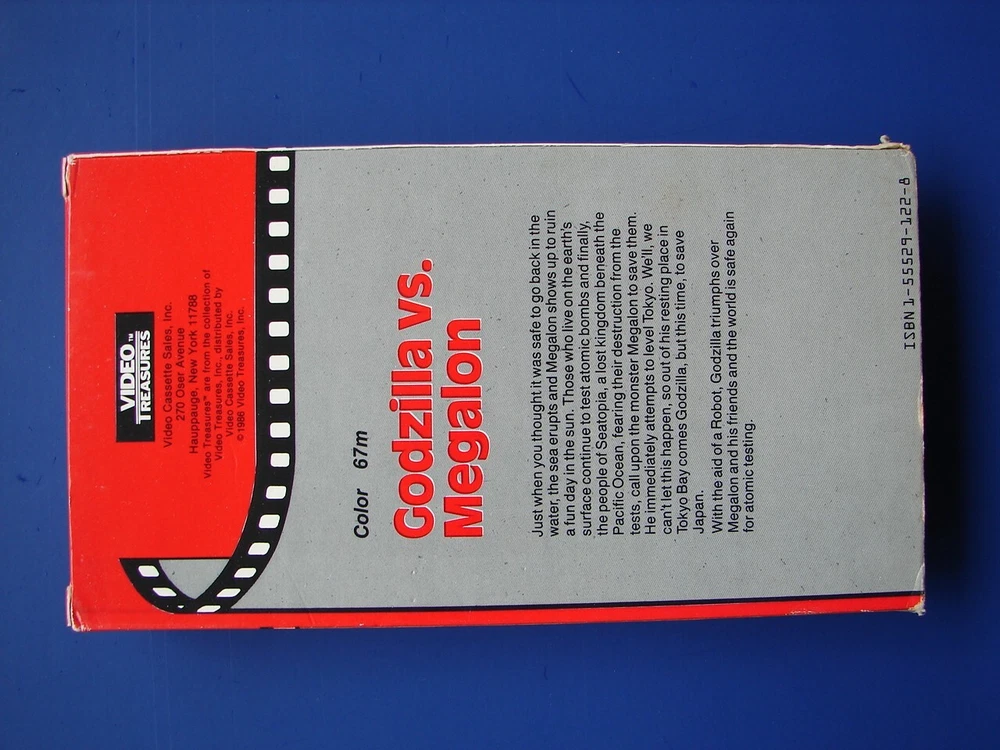 VIDEO™
TREASURES
Video Cassette Sales, Inc.
270 Oser Avenue
Hauppauge, New York 11788
Video Treasures™ are from the collection of
Video Treasures, Inc., distributed by
Video Cassette Sales, Inc.
©1986 Video Treasures, Inc.
Color 67m
Godzilla vs.
Megalon
Just when you thought it was safe to go back in the
water, the sea erupts and Megalon shows up to ruin
a fun day in the sun. Those who live on the earth's
surface continue to test atomic bombs and finally,
the people of Seatopia, a lost kingdom beneath the
Pacific Ocean, fearing their destruction from the
tests, call upon the monster Megalon to save them.
He immediately attempts to level Tokyo. We'll, we
can't let this happen, so out of his resting place in
Tokyo Bay comes Godzilla, but this time, to save
Japan.
With the aid of a Robot, Godzilla triumphs over
Megalon and his friends and the world is safe again
for atomic testing.
ISBN 1-55529-122-8